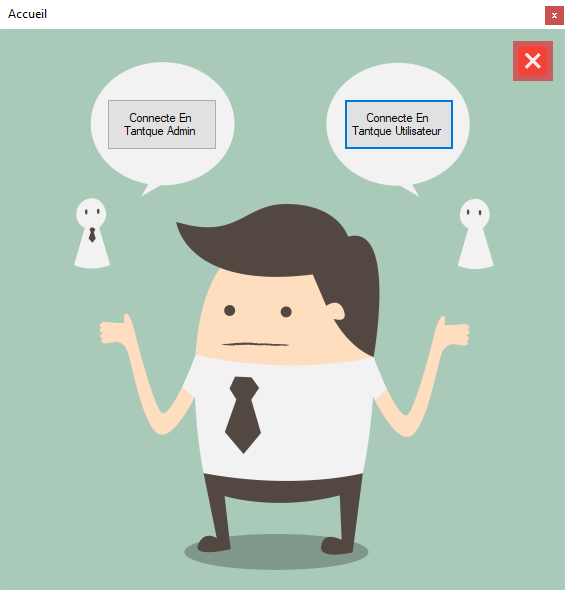 Accueil
x
Connecte En
Tantque Admin
Connecte En
Tantque Utilisateur